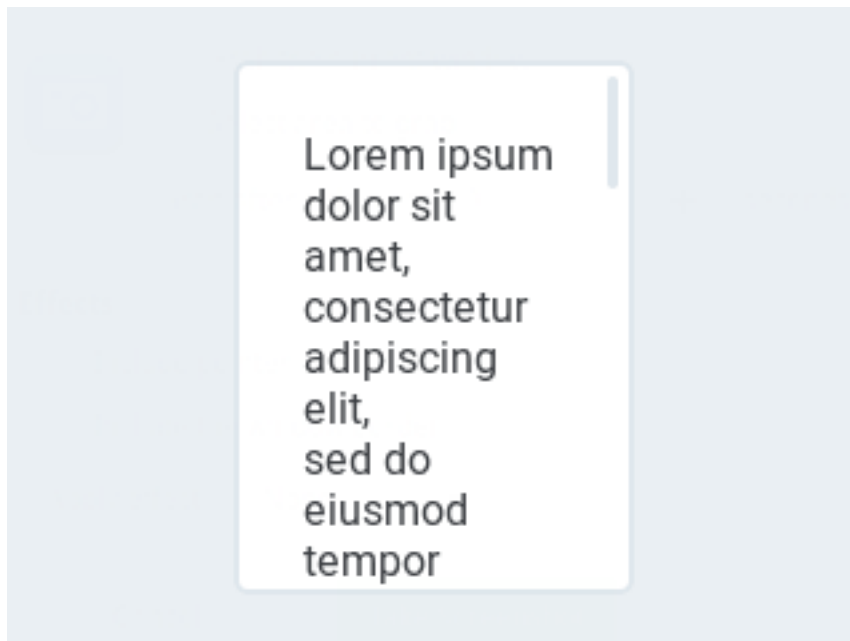 Lorem ipsum
dolor sit
amet,
consectetur
adipiscing
elit,
sed do
eiusmod
tempor